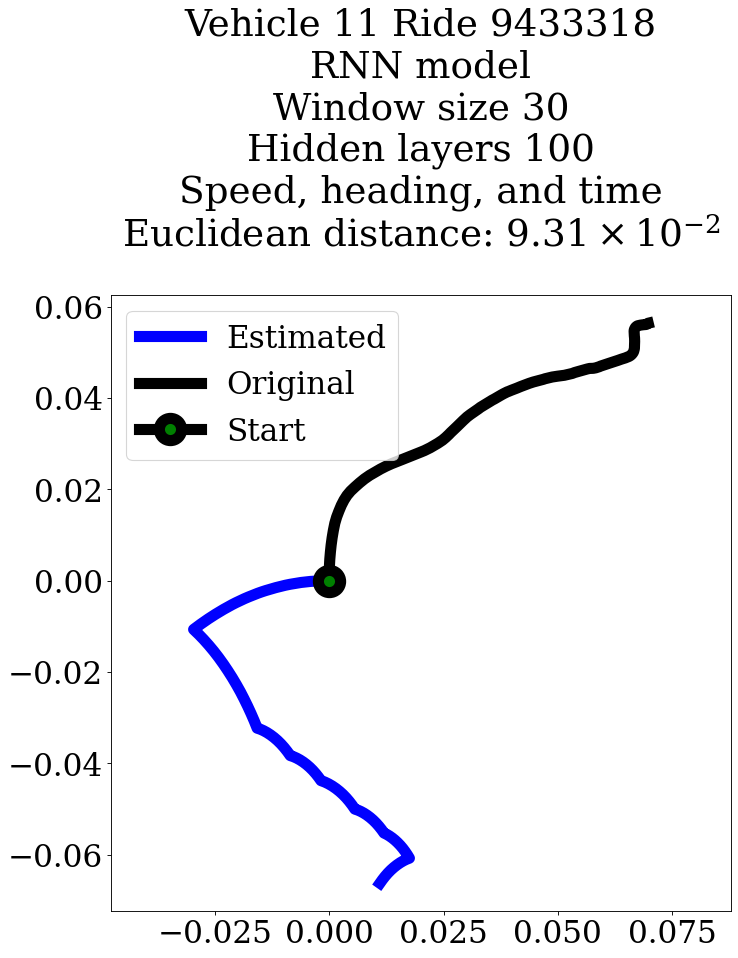 Vehicle 11 Ride 9433318
RNN model
Window size 30
Hidden layers 100
Speed, heading, and time
Euclidean distance: 9.31 × 10⁻²
Estimated
Original
Start
0.06
0.04
0.02
0.00
−0.02
−0.04
−0.06
−0.025 0.000 0.025 0.050 0.075